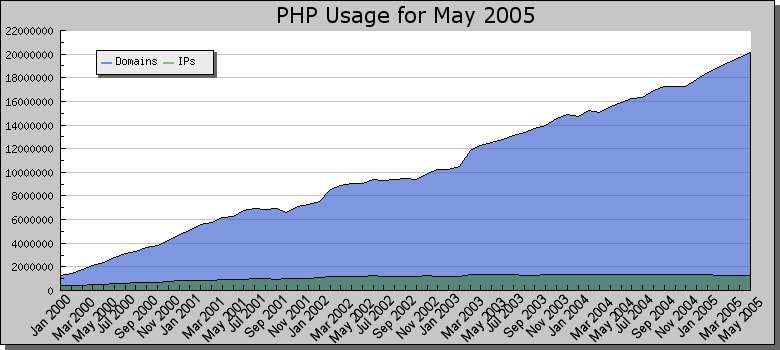 PHP Usage for May 2005
22000000
20000000
18000000
16000000
14000000
12000000
10000000
8000000
6000000
4000000
2000000
0
Domains IPs
Jan 2000
Mar 2000
May 2000
Jul 2000
Sep 2000
Nov 2000
Jan 2001
Mar 2001
May 2001
Jul 2001
Sep 2001
Nov 2001
Jan 2002
Mar 2002
May 2002
Jul 2002
Sep 2002
Nov 2002
Jan 2003
Mar 2003
May 2003
Jul 2003
Sep 2003
Nov 2003
Jan 2004
Mar 2004
May 2004
Jul 2004
Sep 2004
Nov 2004
Jan 2005
Mar 2005
May 2005